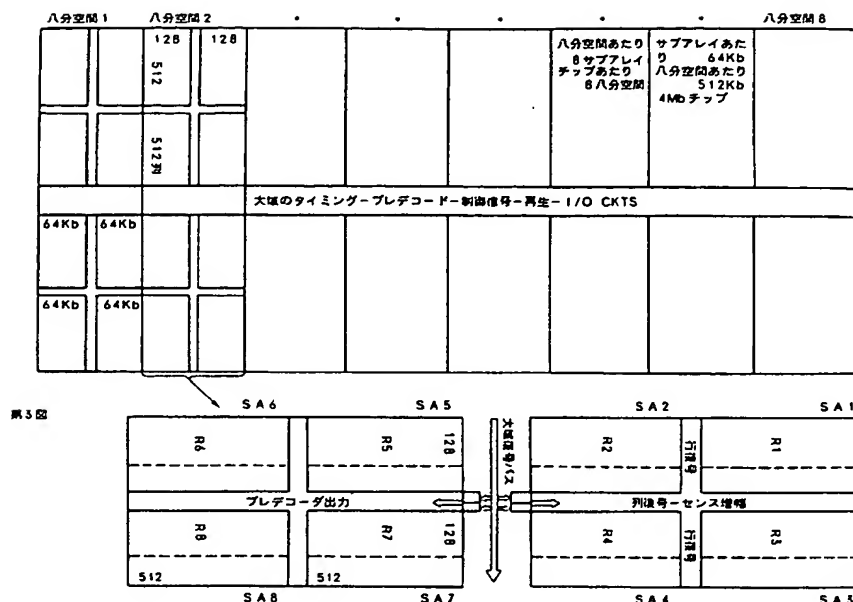 八分空間1 八分空間2 • • • • 八分空間8
128 128
512
512列
八分空間あたり
8サブアレイ
チップあたり
8八分空間
サブアレイあた
り 64Kb
八分空間あたり
512Kb
4Mbチップ
大域のタイミング-プレデコード-制御信号-再生-I/O CKTS
64Kb 64Kb
64Kb 64Kb
第3図
SA6 SA5 SA2 SA1
R6 R5 128 大域信号バス R2 行復号 R1
プレデコーダ出力 列復号-センス増幅
R8 R7 128 R4 行復号 R3
512 512
SA8 SA7 SA4 SA3